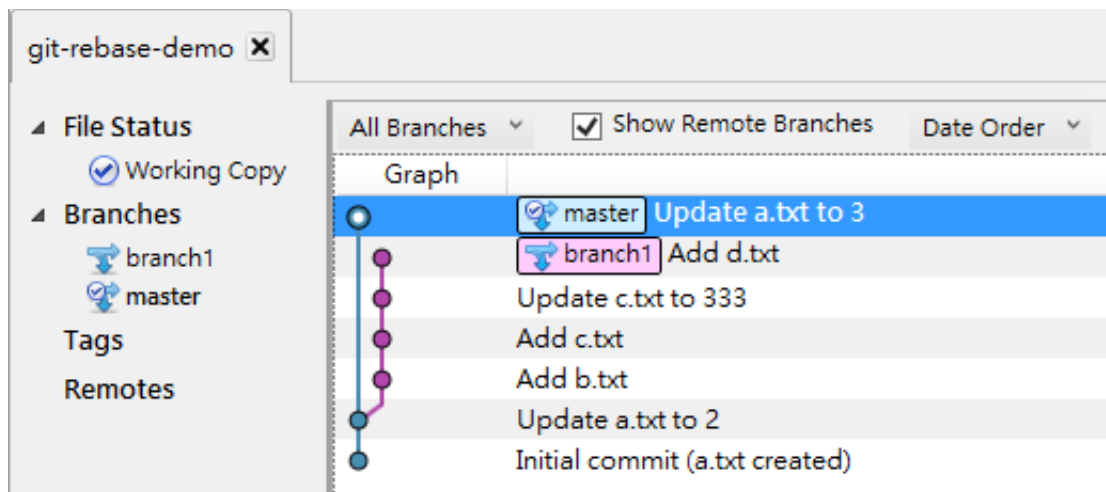 git-rebase-demo
File Status
Working Copy
Branches
branch1
master
Tags
Remotes
All Branches Show Remote Branches Date Order
Graph
master Update a.txt to 3
branch1 Add d.txt
Update c.txt to 333
Add c.txt
Add b.txt
Update a.txt to 2
Initial commit (a.txt created)